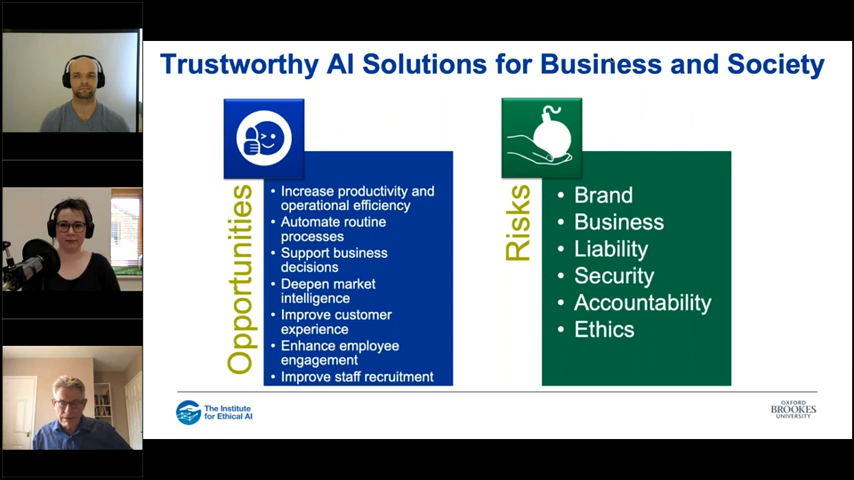 Trustworthy AI Solutions for Business and Society
Opportunities
• Increase productivity and
operational efficiency
• Automate routine
processes
• Support business
decisions
• Deepen market
intelligence
• Improve customer
experience
• Enhance employee
engagement
• Improve staff recruitment
Risks
• Brand
• Business
• Liability
• Security
• Accountability
• Ethics
The Institute
for Ethical AI
OXFORD
BROOKES
UNIVERSITY